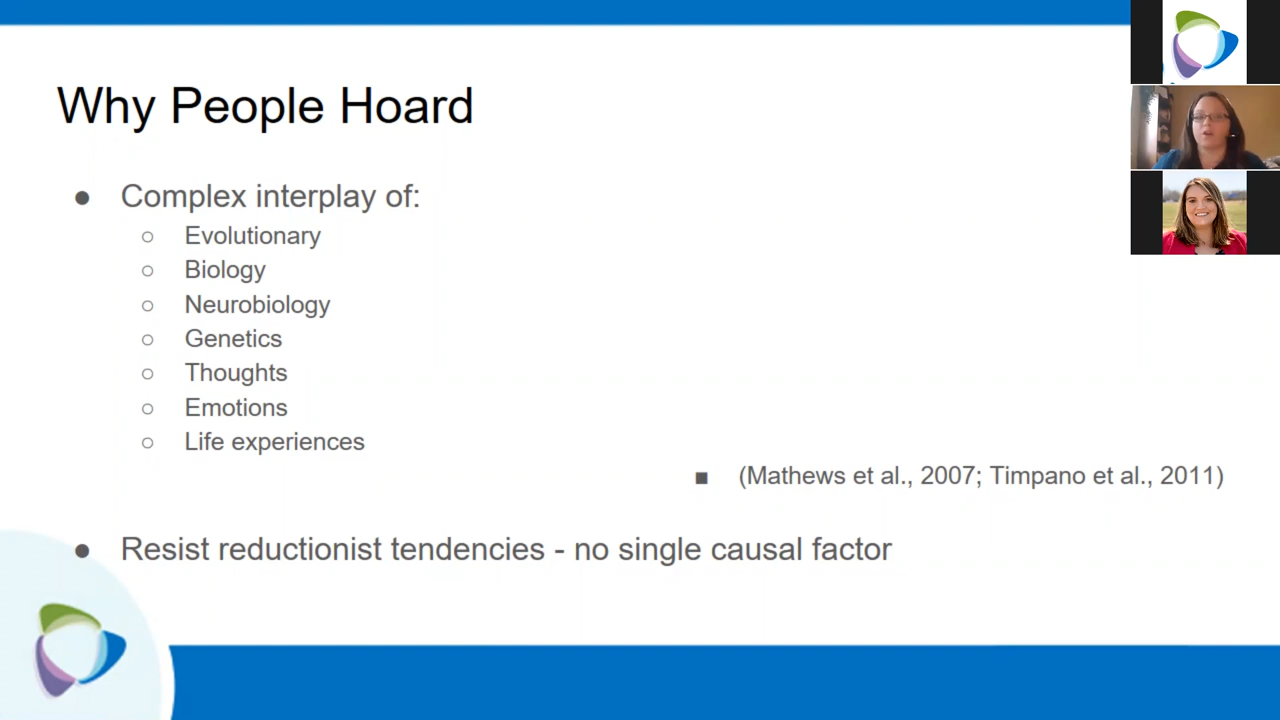 Why People Hoard
● Complex interplay of:
○ Evolutionary
○ Biology
○ Neurobiology
○ Genetics
○ Thoughts
○ Emotions
○ Life experiences
■ (Mathews et al., 2007; Timpano et al., 2011)
● Resist reductionist tendencies - no single causal factor